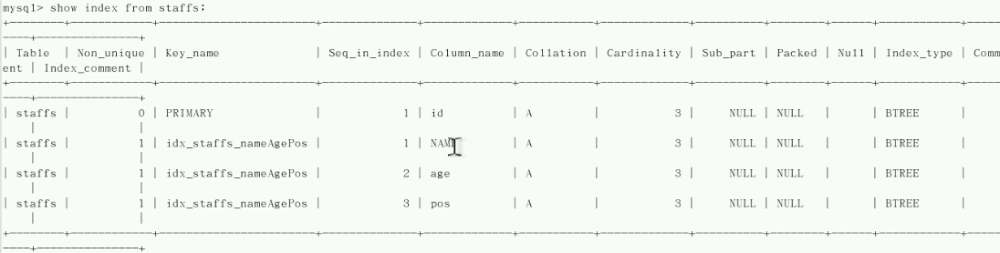 mysql> show index from staffs;
+--------+------------+-----------------------+--------------+-------------+-----------+-------------+----------+--------+------+------------+-----
----+---------------+
| Table | Non_unique | Key_name | Seq_in_index | Column_name | Collation | Cardinality | Sub_part | Packed | Null | Index_type | Comm
ent | Index_comment |
+--------+------------+-----------------------+--------------+-------------+-----------+-------------+----------+--------+------+------------+-----
----+---------------+
| staffs | 0 | PRIMARY | 1 | id | A | 3 | NULL | NULL | | BTREE |
| |
| staffs | 1 | idx_staffs_nameAgePos | 1 | NAME | A | 3 | NULL | NULL | | BTREE |
| |
| staffs | 1 | idx_staffs_nameAgePos | 2 | age | A | 3 | NULL | NULL | | BTREE |
| |
| staffs | 1 | idx_staffs_nameAgePos | 3 | pos | A | 3 | NULL | NULL | | BTREE |
| |
+--------+------------+-----------------------+--------------+-------------+-----------+-------------+----------+--------+------+------------+-----
----+---------------+